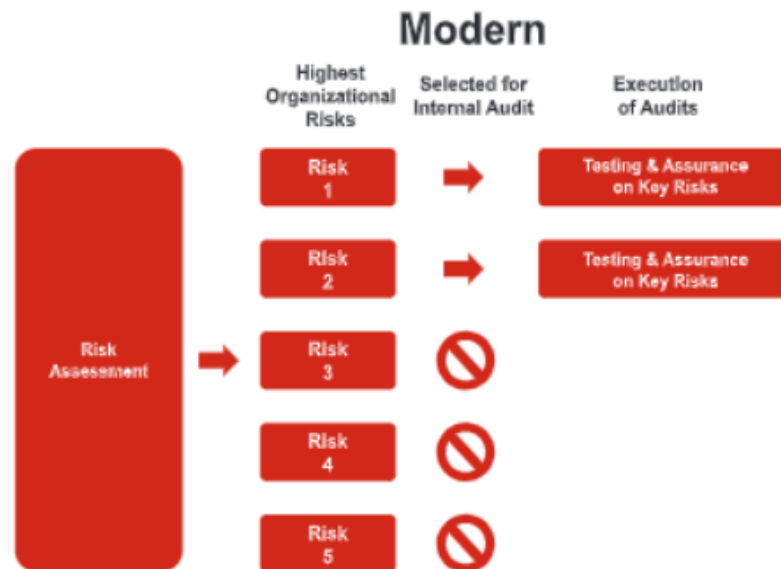 Modern
Highest
Organizational
Risks
Selected for
Internal Audit
Execution
of Audits
Risk
Assessment
Risk
1
Testing & Assurance
on Key Risks
Risk
2
Testing & Assurance
on Key Risks
Risk
3
Risk
4
Risk
5